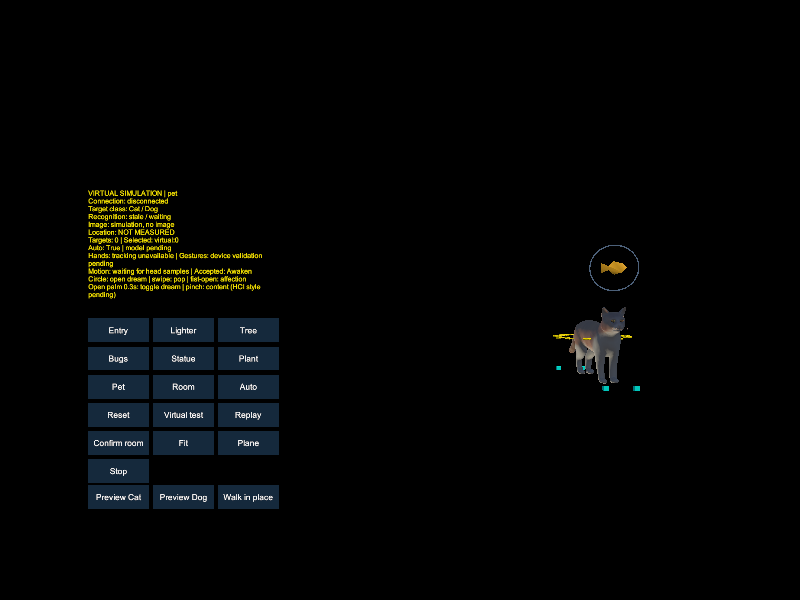 VIRTUAL SIMULATION | pet
Connection: disconnected
Target class: Cat / Dog
Recognition: stale / waiting
Image: simulation, no image
Location: NOT MEASURED
Targets: 0 | Selected: virtual:0
Auto: True | model pending
Hands: tracking unavailable | Gestures: device validation
pending
Motion: waiting for head samples | Accepted: Awaken
Circle: open dream | swipe: pop | fist-open: affection
Open palm 0.3s: toggle dream | pinch: content (HCI style
pending)
Entry Lighter Tree
Bugs Statue Plant
Pet Room Auto
Reset Virtual test Replay
Confirm room Fit Plane
Stop
Preview Cat Preview Dog Walk in place